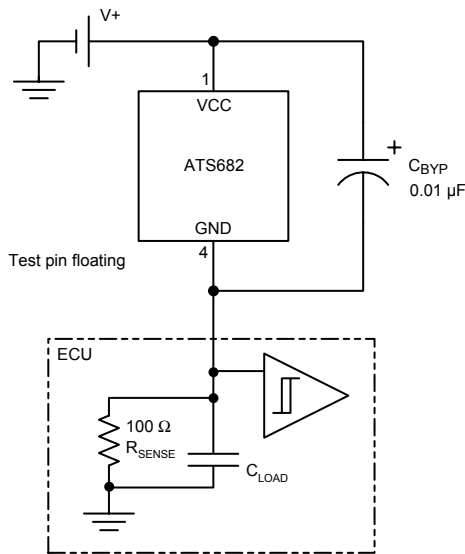 V+
1
VCC
ATS682
GND
4
+
CBYP
0.01 µF
Test pin floating
ECU
100 Ω
RSENSE
CLOAD